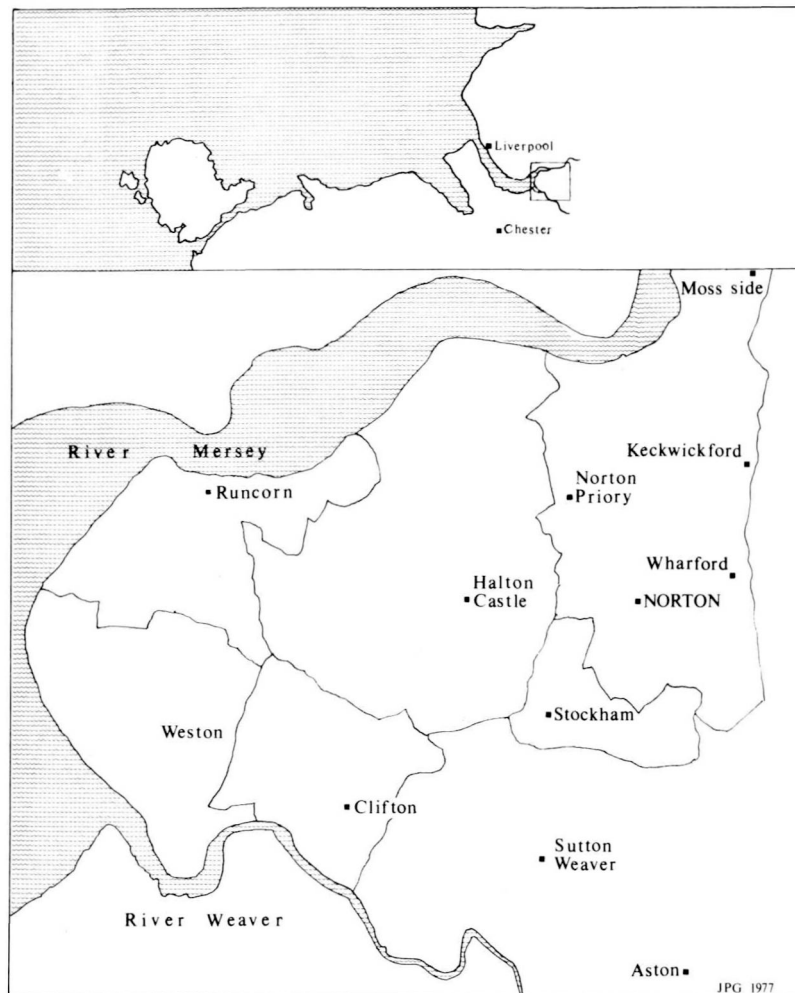 Liverpool
Chester
Moss side
River Mersey
Keckwickford
Runcorn
Norton
Priory
Wharford
Halton
Castle
NORTON
Stockham
Weston
Clifton
Sutton
Weaver
River Weaver
Aston
JPG 1977